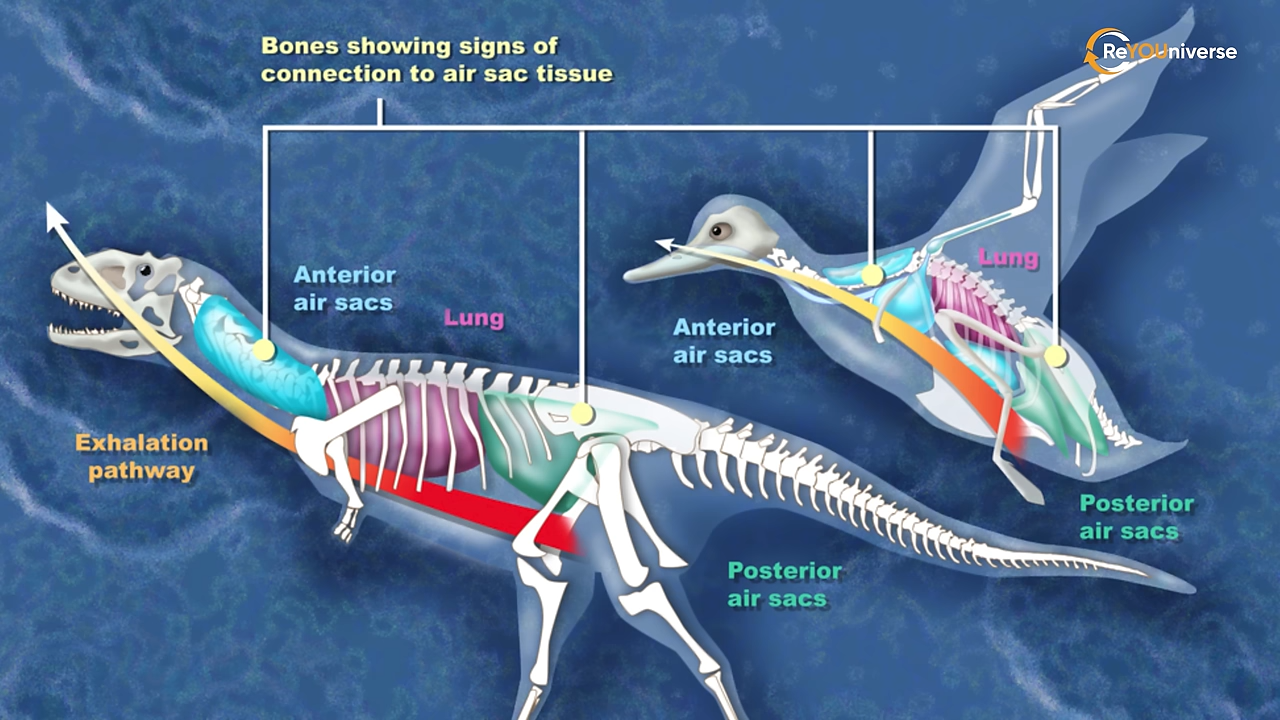 Bones showing signs of
connection to air sac tissue
ReYOUniverse
Anterior
air sacs
Lung
Exhalation
pathway
Anterior
air sacs
Lung
Posterior
air sacs
Posterior
air sacs